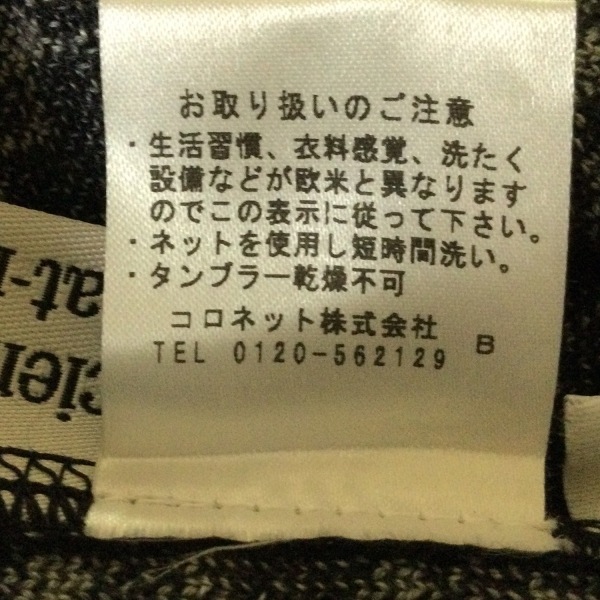 お取り扱いのご注意
・生活習慣、衣料感覚、洗たく
設備などが欧米と異なります
のでこの表示に従って下さい。
・ネットを使用し短時間洗い。
・タンブラー乾燥不可
コロネット株式会社
TEL 0120-562129 B